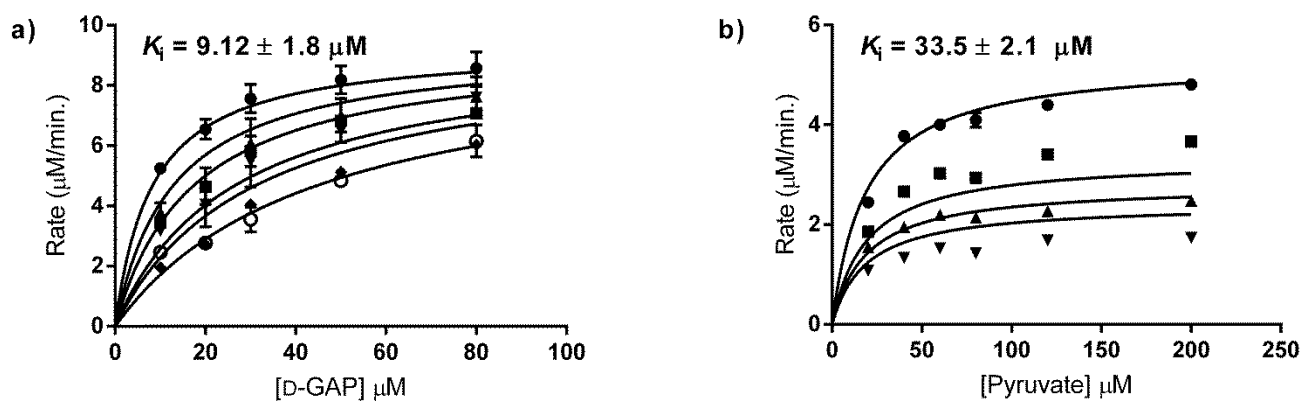 a)
K_i = 9.12 ± 1.8 μM
Rate (μM/min.)
10
8
6
4
2
0
0 20 40 60 80 100
[D-GAP] μM
b)
K_i = 33.5 ± 2.1 μM
Rate (μM/min.)
6
4
2
0
0 50 100 150 200 250
[Pyruvate] μM